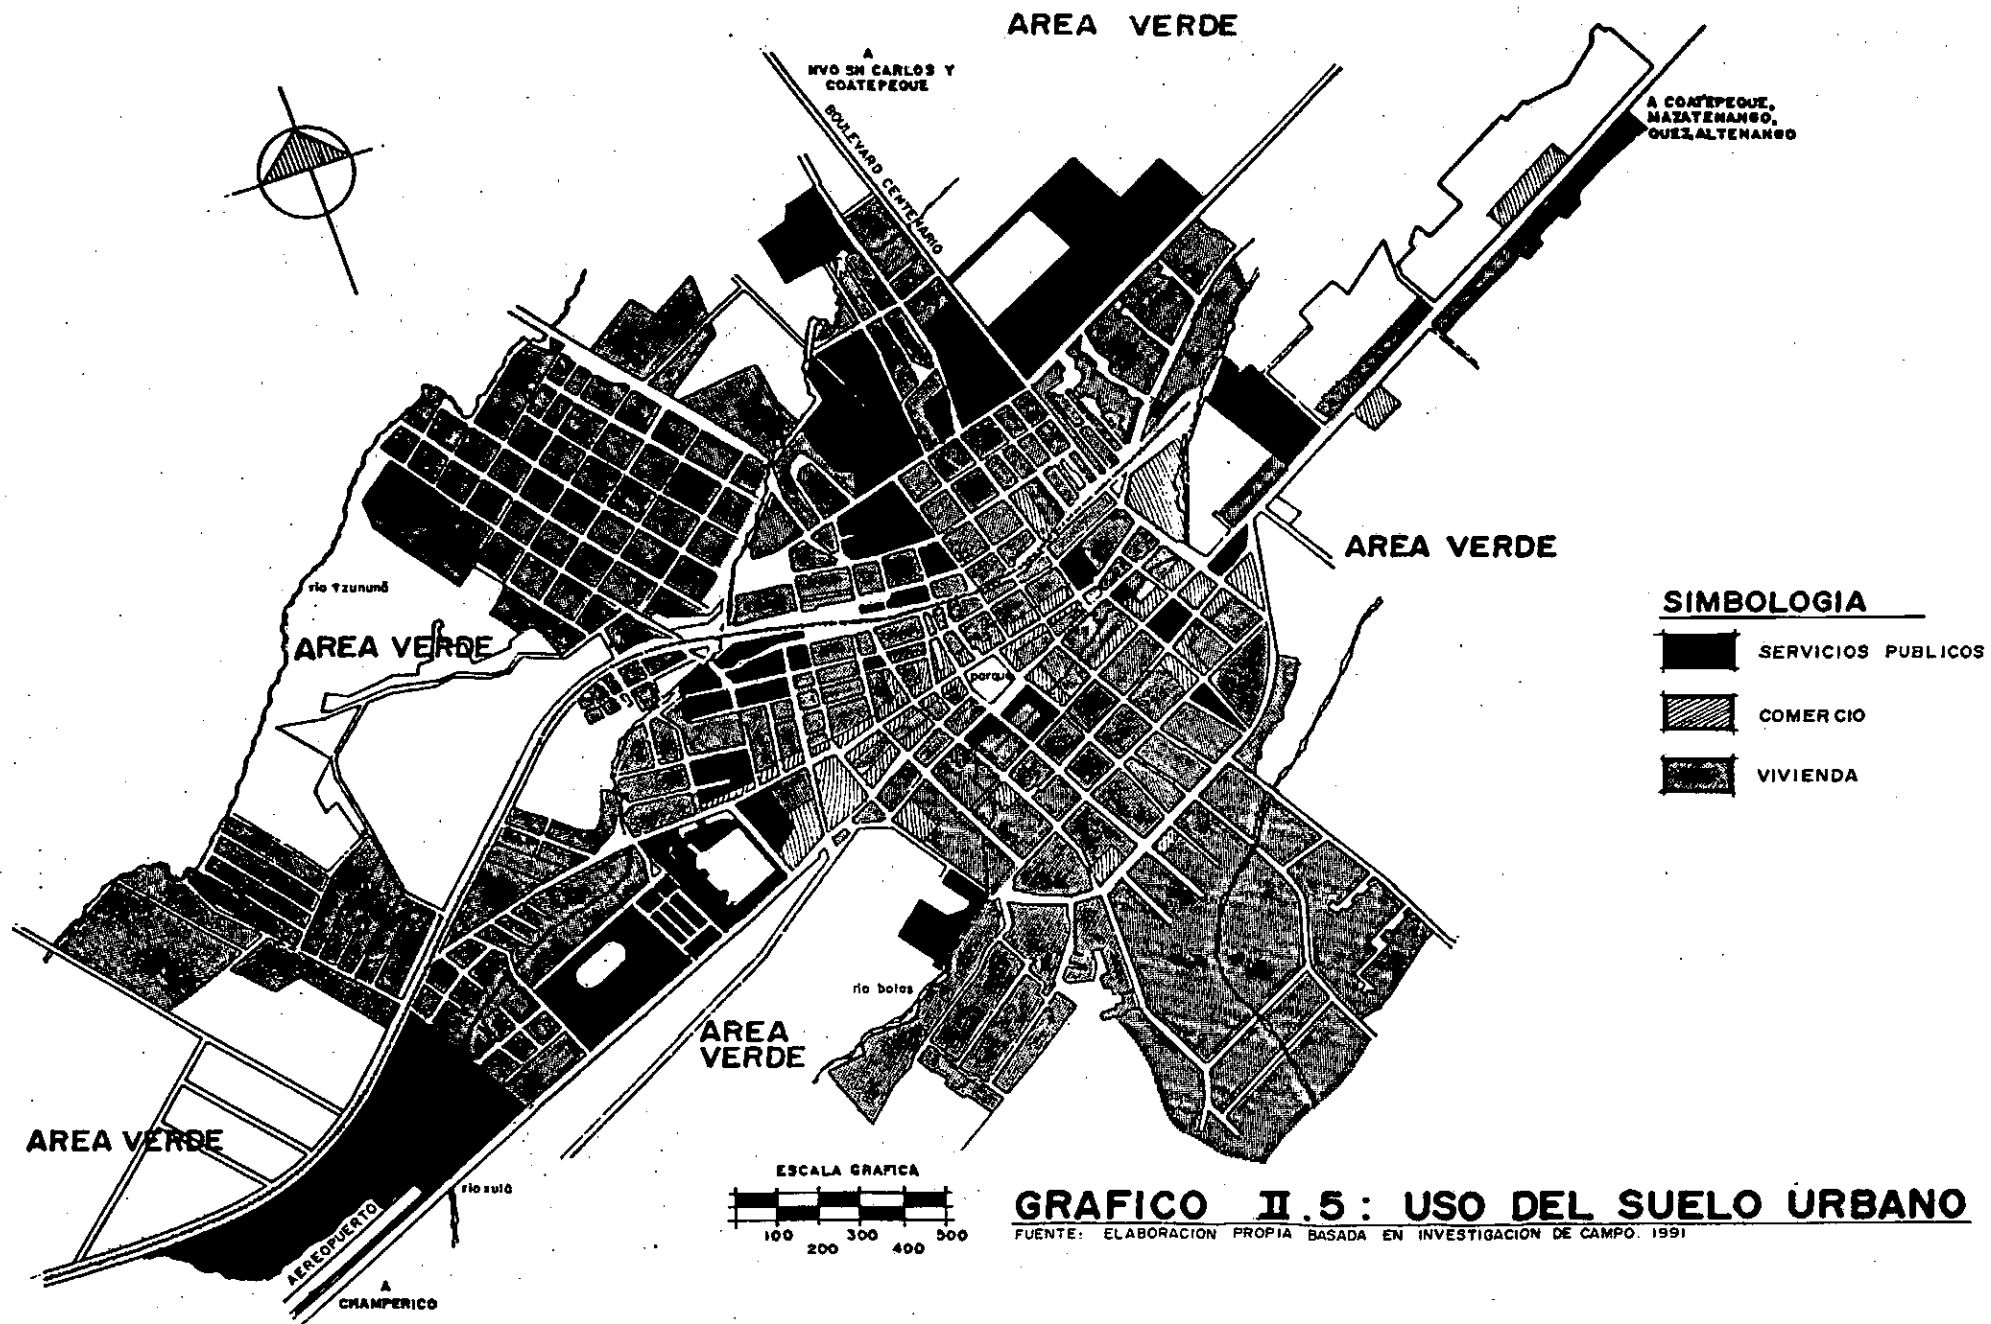 AREA VERDE
A
NVO SN CARLOS Y
COATEPEQUE
BOULEVARD CENTENARIO
A COATEPEQUE,
MAZATENANGO,
QUEZALTENANGO
AREA VERDE
rio Tzununá
AREA VERDE
parque
SIMBOLOGIA
SERVICIOS PUBLICOS
COMERCIO
VIVIENDA
rio bolas
AREA
VERDE
AREA VERDE
rio xulá
AEREOPUERTO
A
CHAMPERICO
ESCALA GRAFICA
100 200 300 400 500
GRAFICO II.5: USO DEL SUELO URBANO
FUENTE: ELABORACION PROPIA BASADA EN INVESTIGACION DE CAMPO. 1991